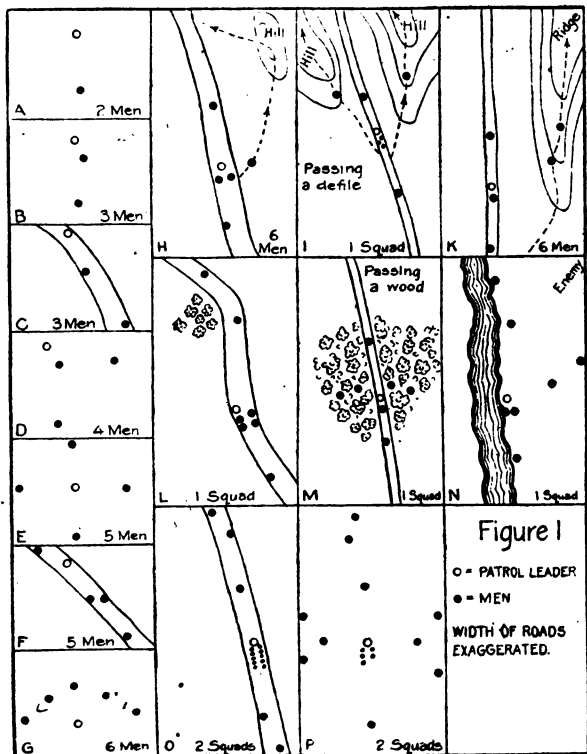 A 2 Men
B 3 Men
C 3 Men
D 4 Men
E 5 Men
F 5 Men
G 6 Men
Hill
H 6 Men
Hill
Hill
Passing
a defile
I 1 Squad
Ridge
K 6 Men
L 1 Squad
Passing
a wood
M 1 Squad
Enemy
N 1 Squad
O 2 Squads
P 2 Squads
Figure 1
○ = PATROL LEADER
● = MEN
WIDTH OF ROADS
EXAGGERATED.